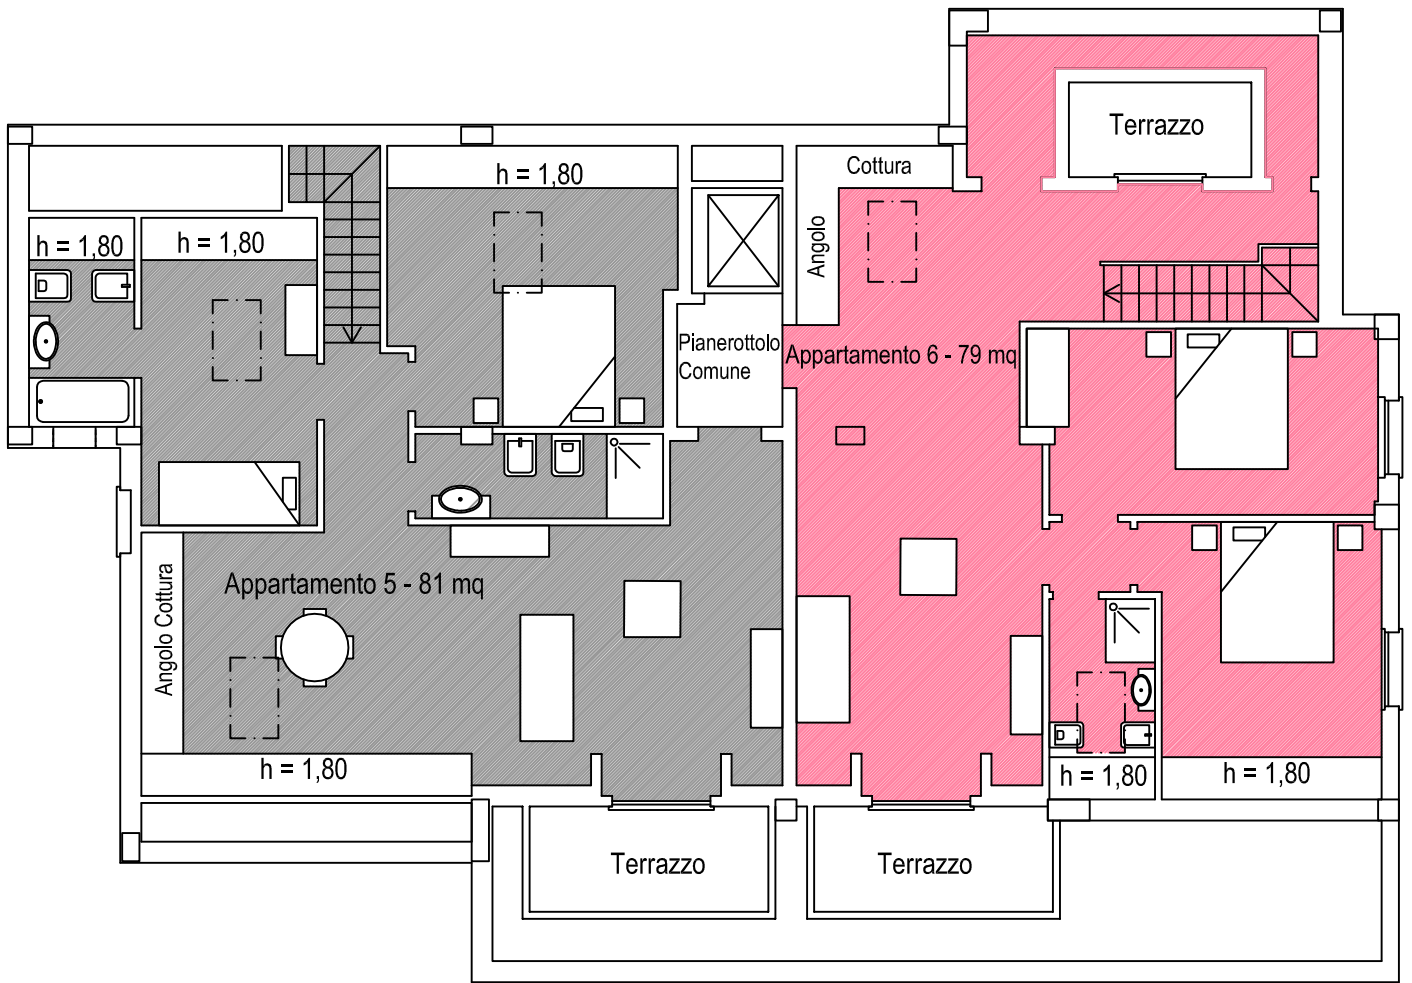 Terrazzo
Cottura
h = 1,80
Angolo
h = 1,80
h = 1,80
Pianerottolo
Comune
Appartamento 6 - 79 mq
Appartamento 5 - 81 mq
Angolo Cottura
h = 1,80
h = 1,80
h = 1,80
Terrazzo
Terrazzo